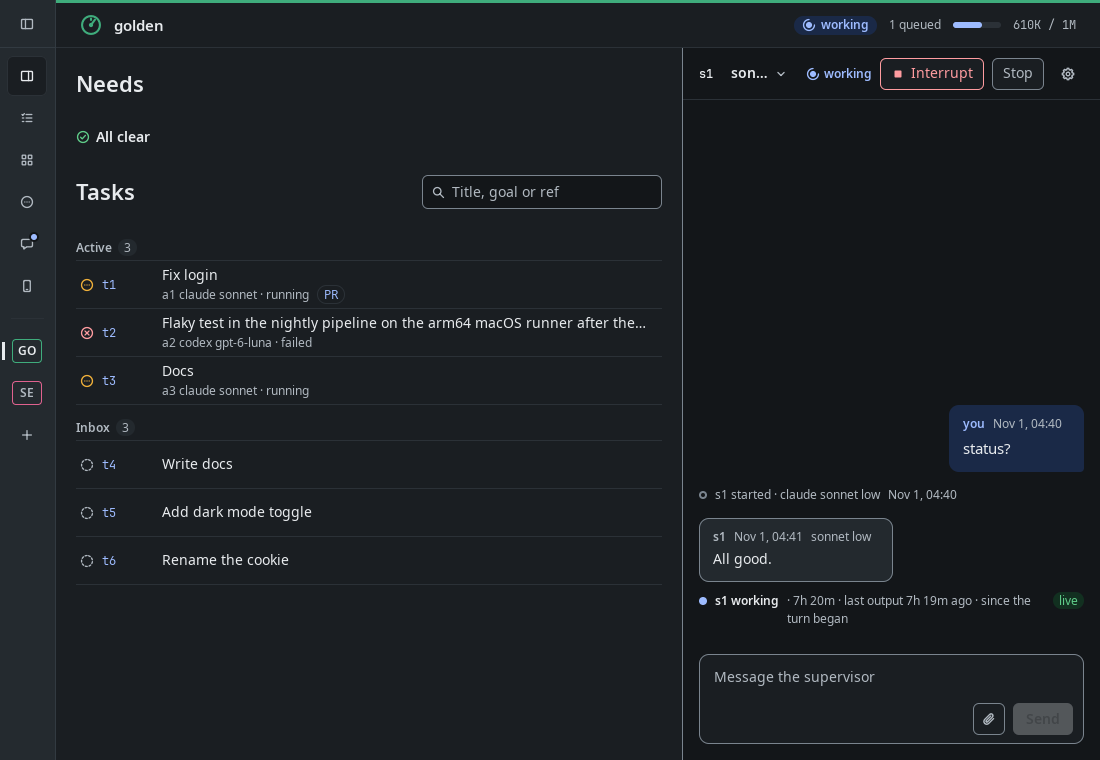 golden
working
1 queued
610K / 1M
Needs
All clear
Tasks
Title, goal or ref
Active 3
t1 Fix login
a1 claude sonnet · running PR
t2 Flaky test in the nightly pipeline on the arm64 macOS runner after the…
a2 codex gpt-6-luna · failed
t3 Docs
a3 claude sonnet · running
Inbox 3
t4 Write docs
t5 Add dark mode toggle
t6 Rename the cookie
GO
SE
s1 son… working Interrupt Stop
you Nov 1, 04:40
status?
s1 started · claude sonnet low Nov 1, 04:40
s1 Nov 1, 04:41 sonnet low
All good.
s1 working · 7h 20m · last output 7h 19m ago · since the live
turn began
Message the supervisor
Send